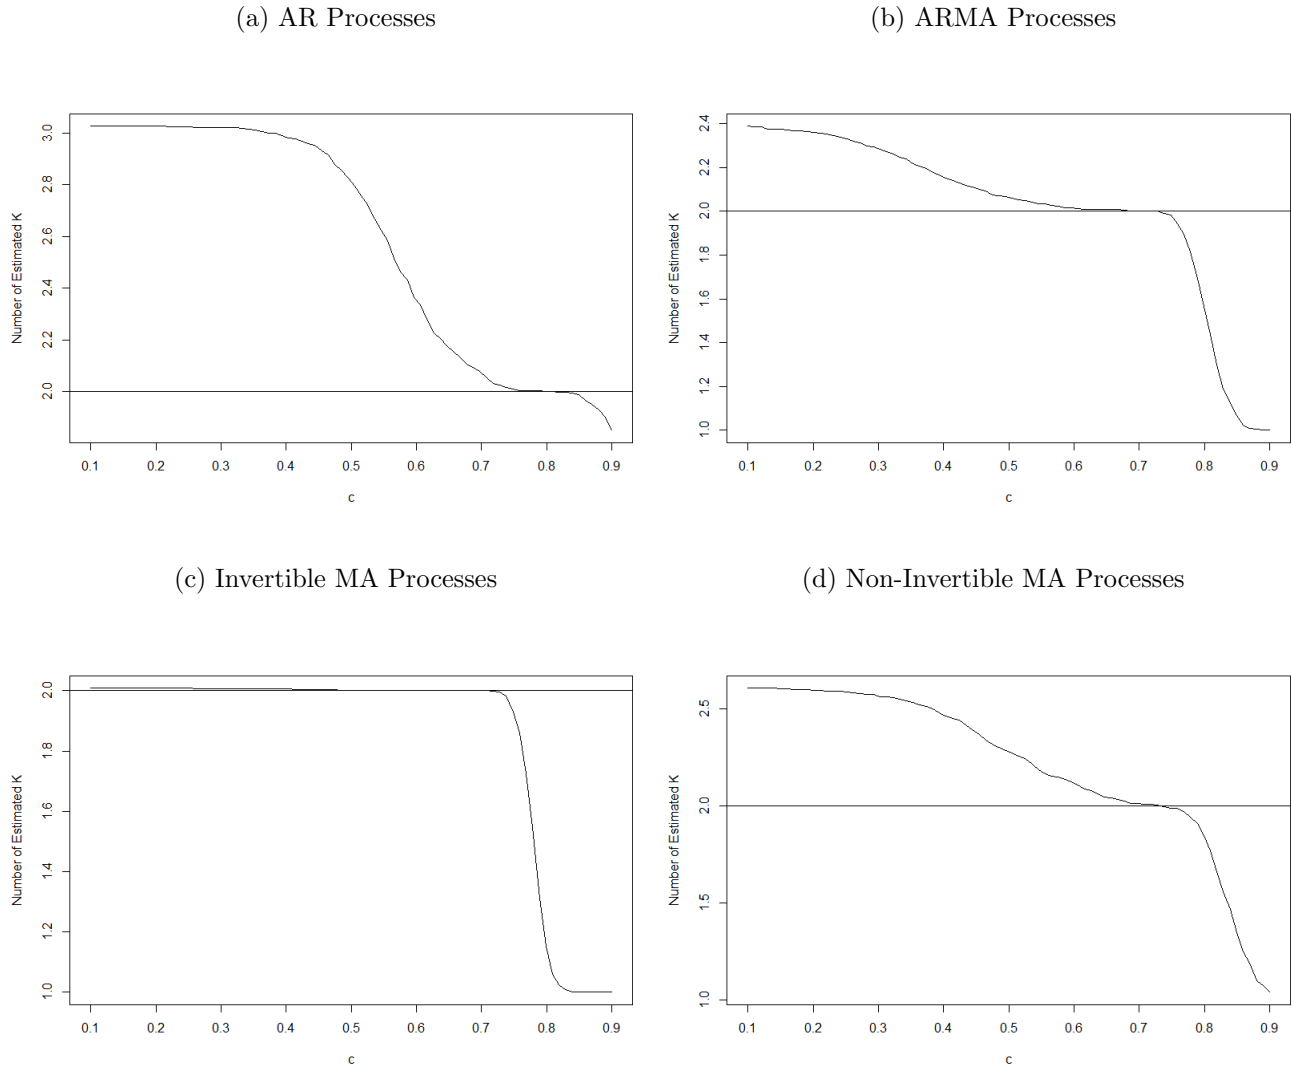 (a) AR Processes
Number of Estimated K
3.0
2.8
2.6
2.4
2.2
2.0
0.1 0.2 0.3 0.4 0.5 0.6 0.7 0.8 0.9
c
(b) ARMA Processes
Number of Estimated K
2.4
2.2
2.0
1.8
1.6
1.4
1.2
1.0
0.1 0.2 0.3 0.4 0.5 0.6 0.7 0.8 0.9
c
(c) Invertible MA Processes
Number of Estimated K
2.0
1.8
1.6
1.4
1.2
1.0
0.1 0.2 0.3 0.4 0.5 0.6 0.7 0.8 0.9
c
(d) Non-Invertible MA Processes
Number of Estimated K
2.5
2.0
1.5
1.0
0.1 0.2 0.3 0.4 0.5 0.6 0.7 0.8 0.9
c